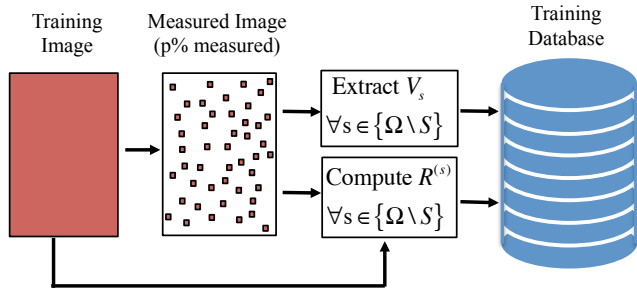 Training
Image
Measured Image
(p% measured)
Training
Database
Extract V_s
∀s∈{Ω\S}
Compute R^(s)
∀s∈{Ω\S}